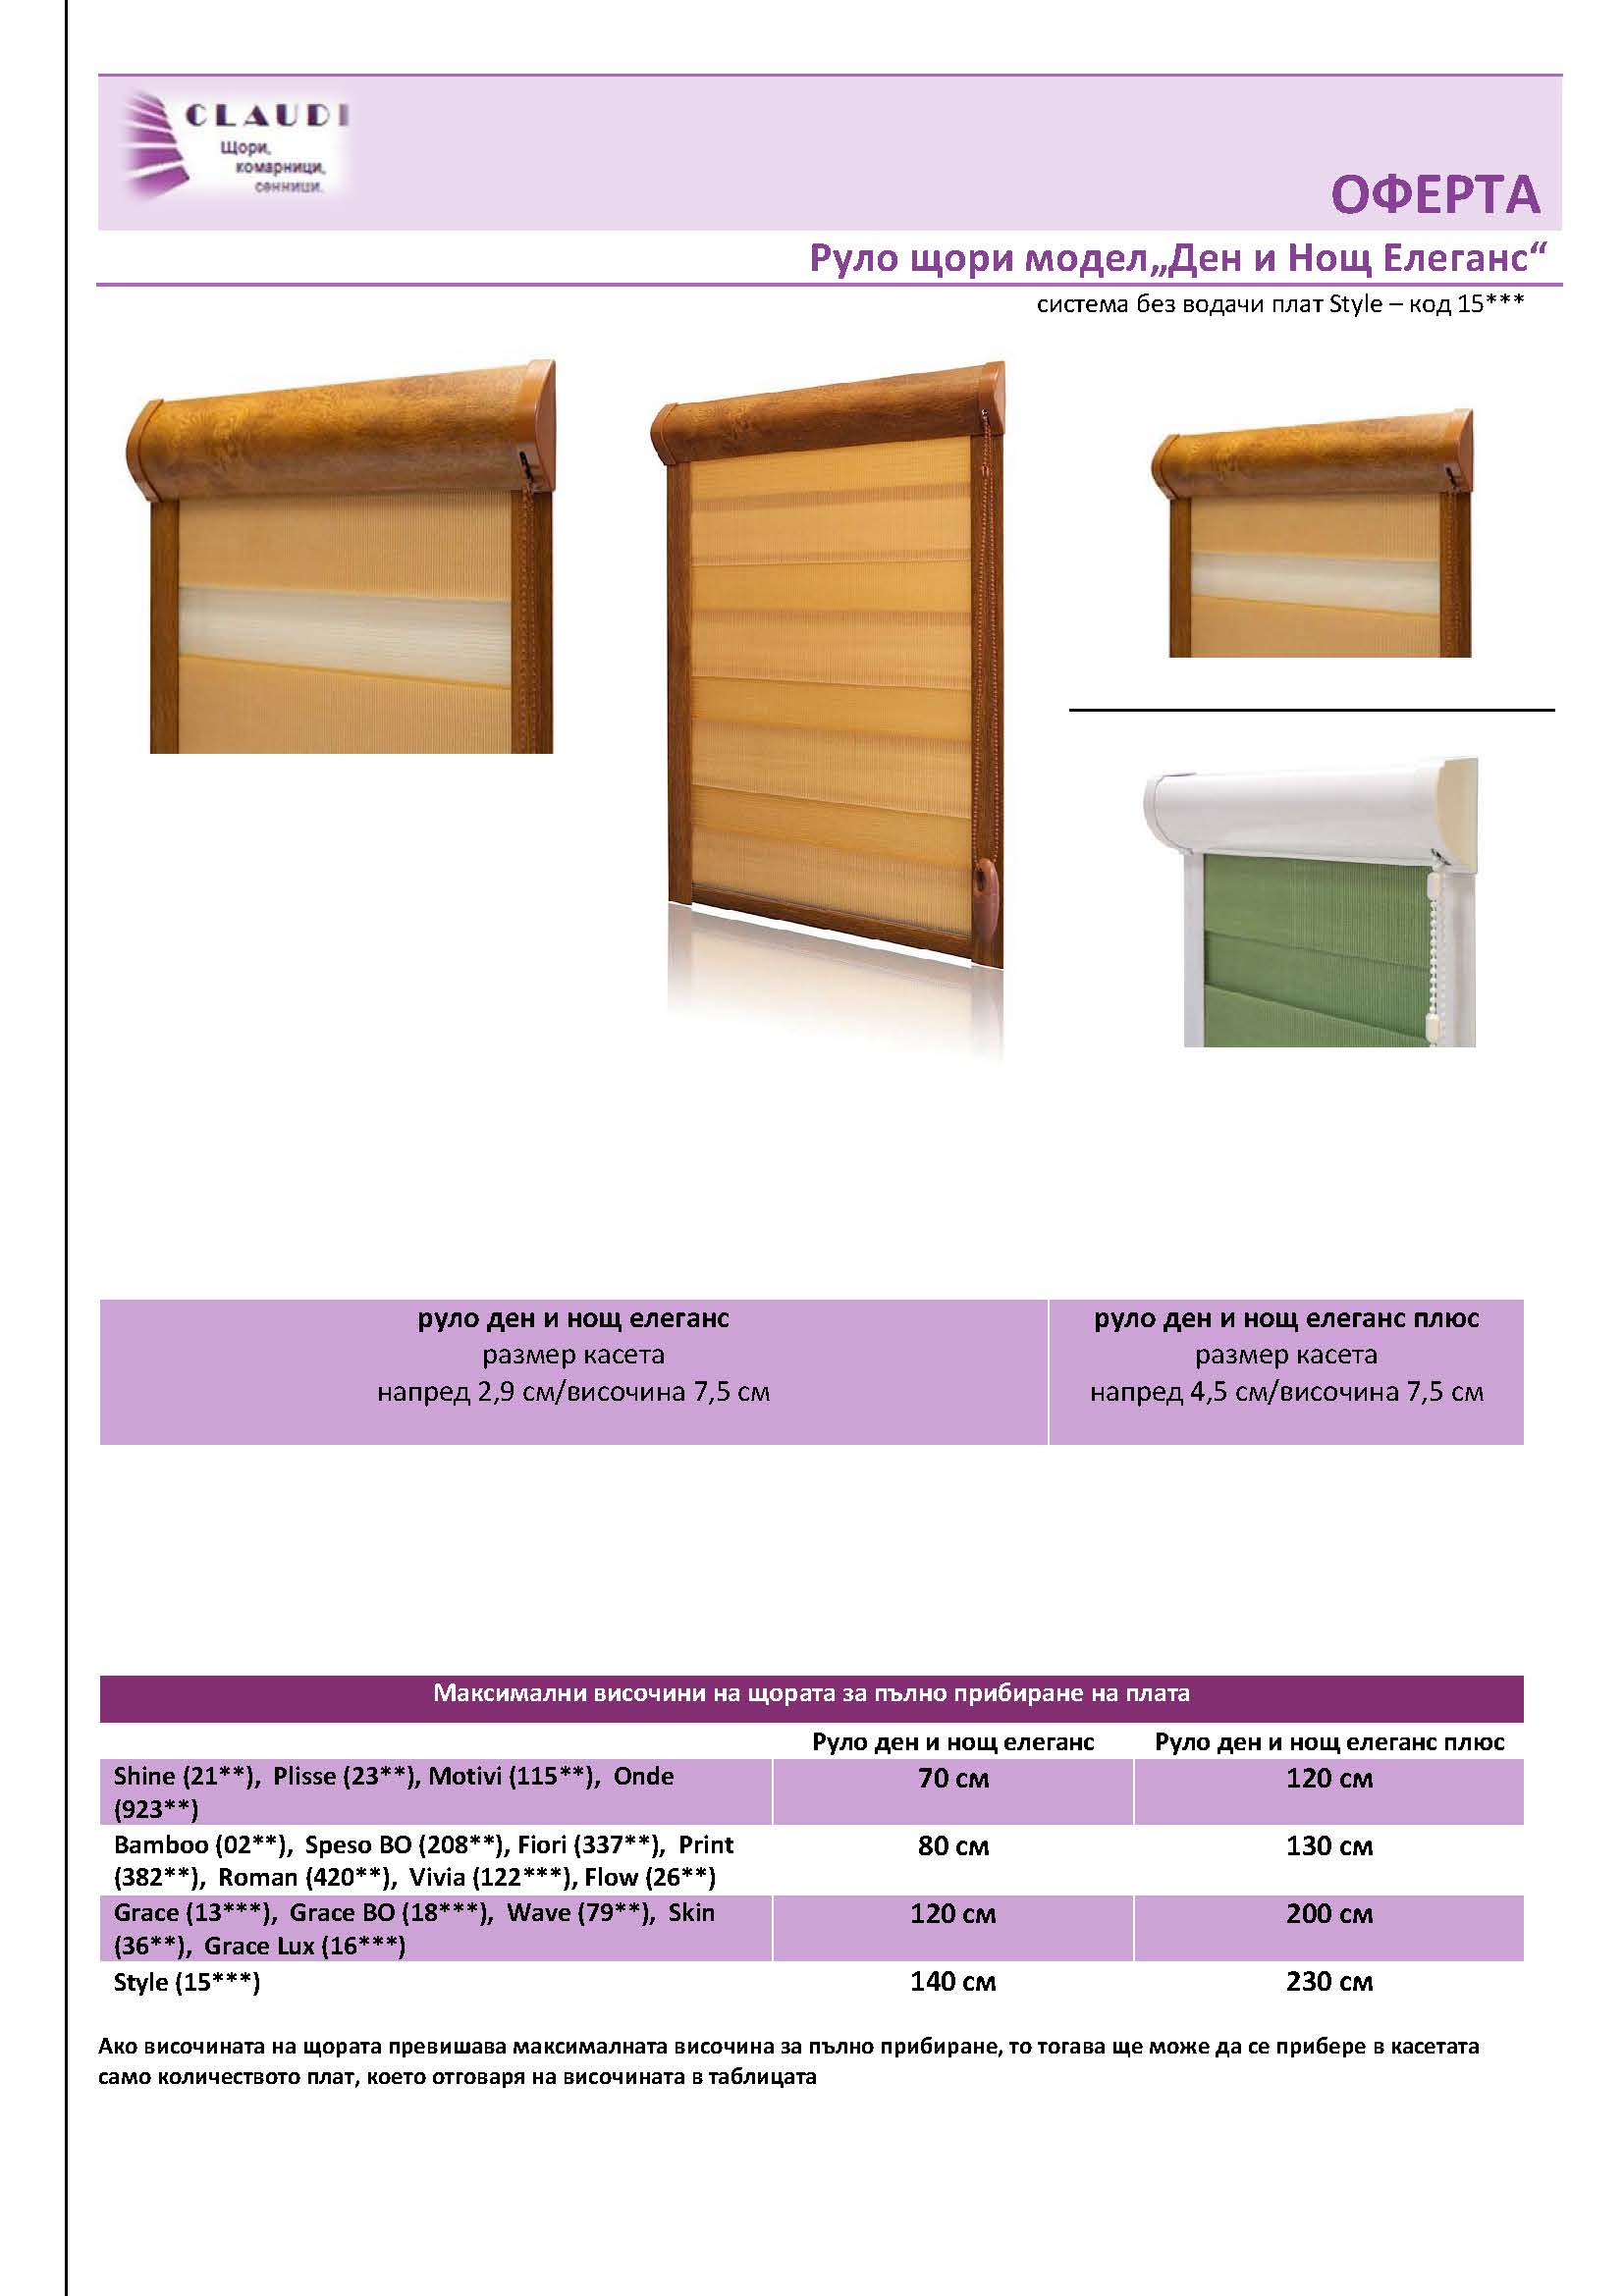 CLAUDI
Щори,
комарници,
сенници.
ОФЕРТА
Руло щори модел„Ден и Нощ Елеганс“
система без водачи плат Style – код 15***
руло ден и нощ елеганс
размер касета
напред 2,9 см/височина 7,5 см
руло ден и нощ елеганс плюс
размер касета
напред 4,5 см/височина 7,5 см
Максимални височини на щората за пълно прибиране на плата
Руло ден и нощ елеганс Руло ден и нощ елеганс плюс
Shine (21**), Plisse (23**), Motivi (115**), Onde 70 см 120 см
(923**)
Bamboo (02**), Speso BO (208**), Fiori (337**), Print 80 см 130 см
(382**), Roman (420**), Vivia (122***), Flow (26**)
Grace (13***), Grace BO (18***), Wave (79**), Skin 120 см 200 см
(36**), Grace Lux (16***)
Style (15***) 140 см 230 см
Ако височината на щората превишава максималната височина за пълно прибиране, то тогава ще може да се прибере в касетата
само количеството плат, което отговаря на височината в таблицата